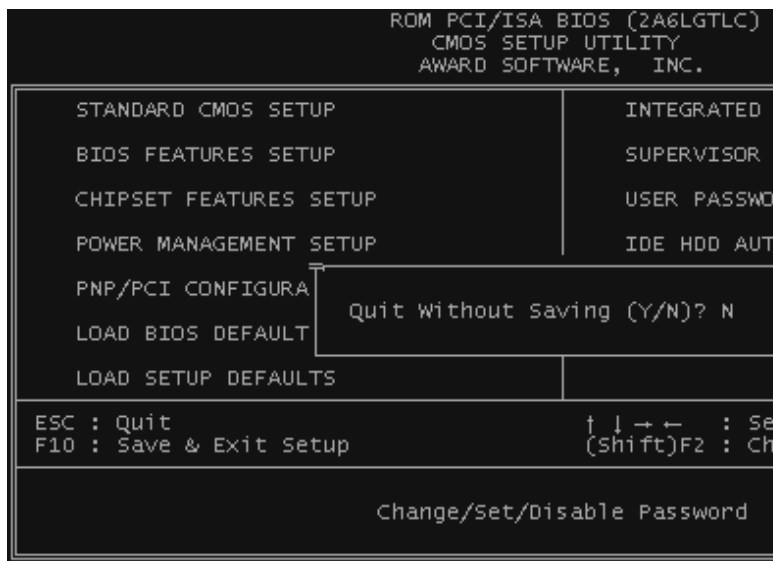 ROM PCI/ISA BIOS (2A6LGTLC)
CMOS SETUP UTILITY
AWARD SOFTWARE, INC.
STANDARD CMOS SETUP
BIOS FEATURES SETUP
CHIPSET FEATURES SETUP
POWER MANAGEMENT SETUP
PNP/PCI CONFIGURA
LOAD BIOS DEFAULT
LOAD SETUP DEFAULTS
INTEGRATED
SUPERVISOR
USER PASSWO
IDE HDD AUT
Quit Without Saving (Y/N)? N
ESC : Quit
F10 : Save & Exit Setup
↑ ↓ → ← : Se
(Shift)F2 : Ch
Change/Set/Disable Password